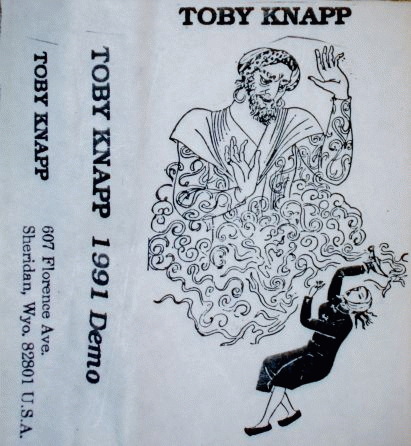 TOBY KNAPP
TOBY KNAPP 1991 Demo
TOBY KNAPP
607 Florence Ave.
Sheridan, Wyo. 82801 U.S.A.